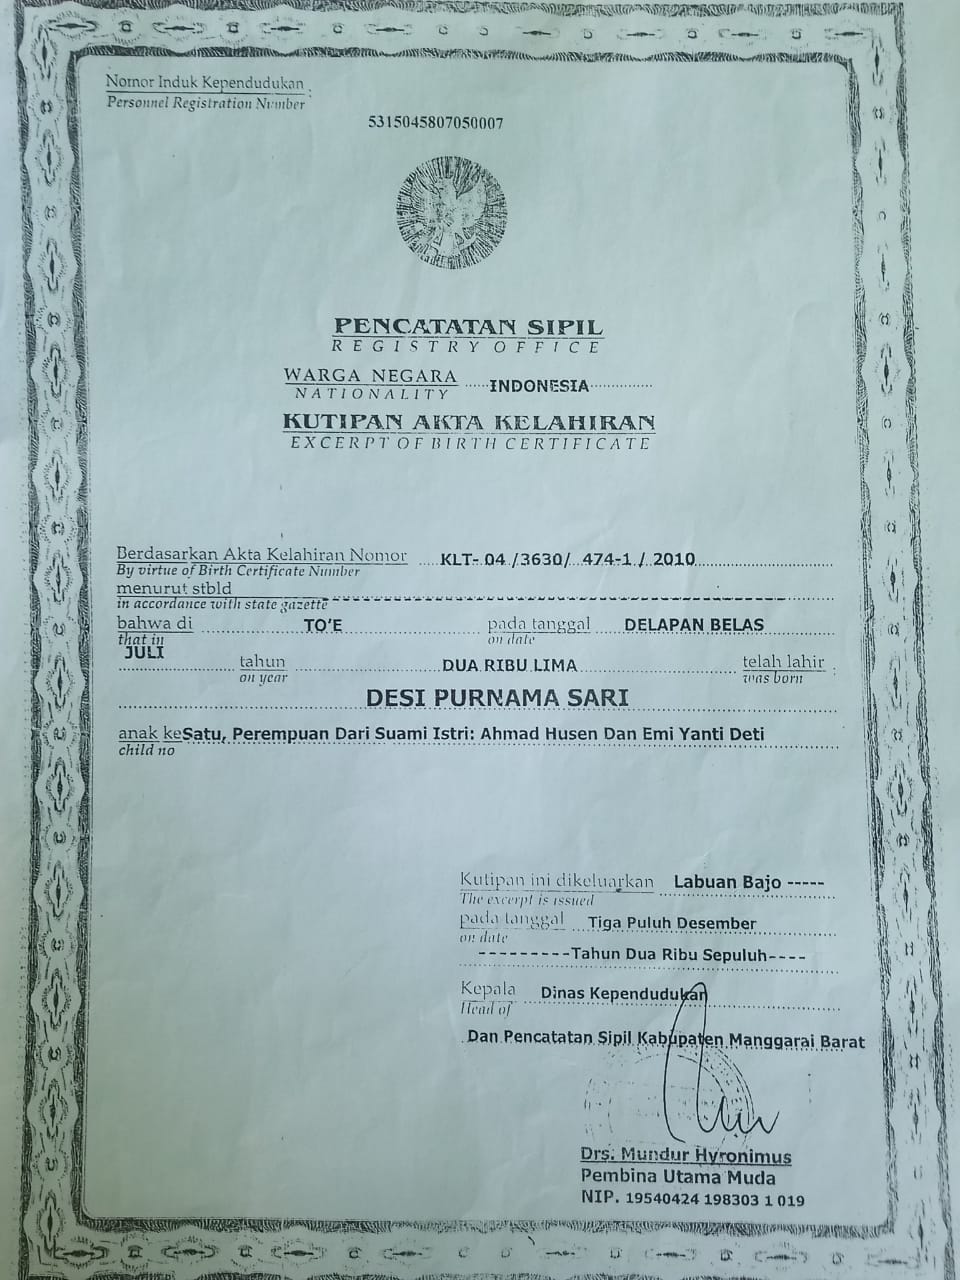 Nomor Induk Kependudukan :
Personnel Registration Number
5315045807050007
PENCATATAN SIPIL
REGISTRY OFFICE
WARGA NEGARA ..... INDONESIA
NATIONALITY
KUTIPAN AKTA KELAHIRAN
EXCERPT OF BIRTH CERTIFICATE
Berdasarkan Akta Kelahiran Nomor KLT- 04 /3630/ 474-1 / 2010
By virtue of Birth Certificate Number
menurut stbld
in accordance with state gazette
bahwa di TO'E pada tanggal DELAPAN BELAS
that in on date
JULI tahun DUA RIBU LIMA telah lahir
on year was born
DESI PURNAMA SARI
anak keSatu, Perempuan Dari Suami Istri: Ahmad Husen Dan Emi Yanti Deti
child no
Kutipan ini dikeluarkan Labuan Bajo -----
The excerpt is issued
pada tanggal Tiga Puluh Desember
on date
---------Tahun Dua Ribu Sepuluh----
Kepala Dinas Kependudukan
Head of
Dan Pencatatan Sipil Kabupaten Manggarai Barat
Drs. Mundur Hyronimus
Pembina Utama Muda
NIP. 19540424 198303 1 019